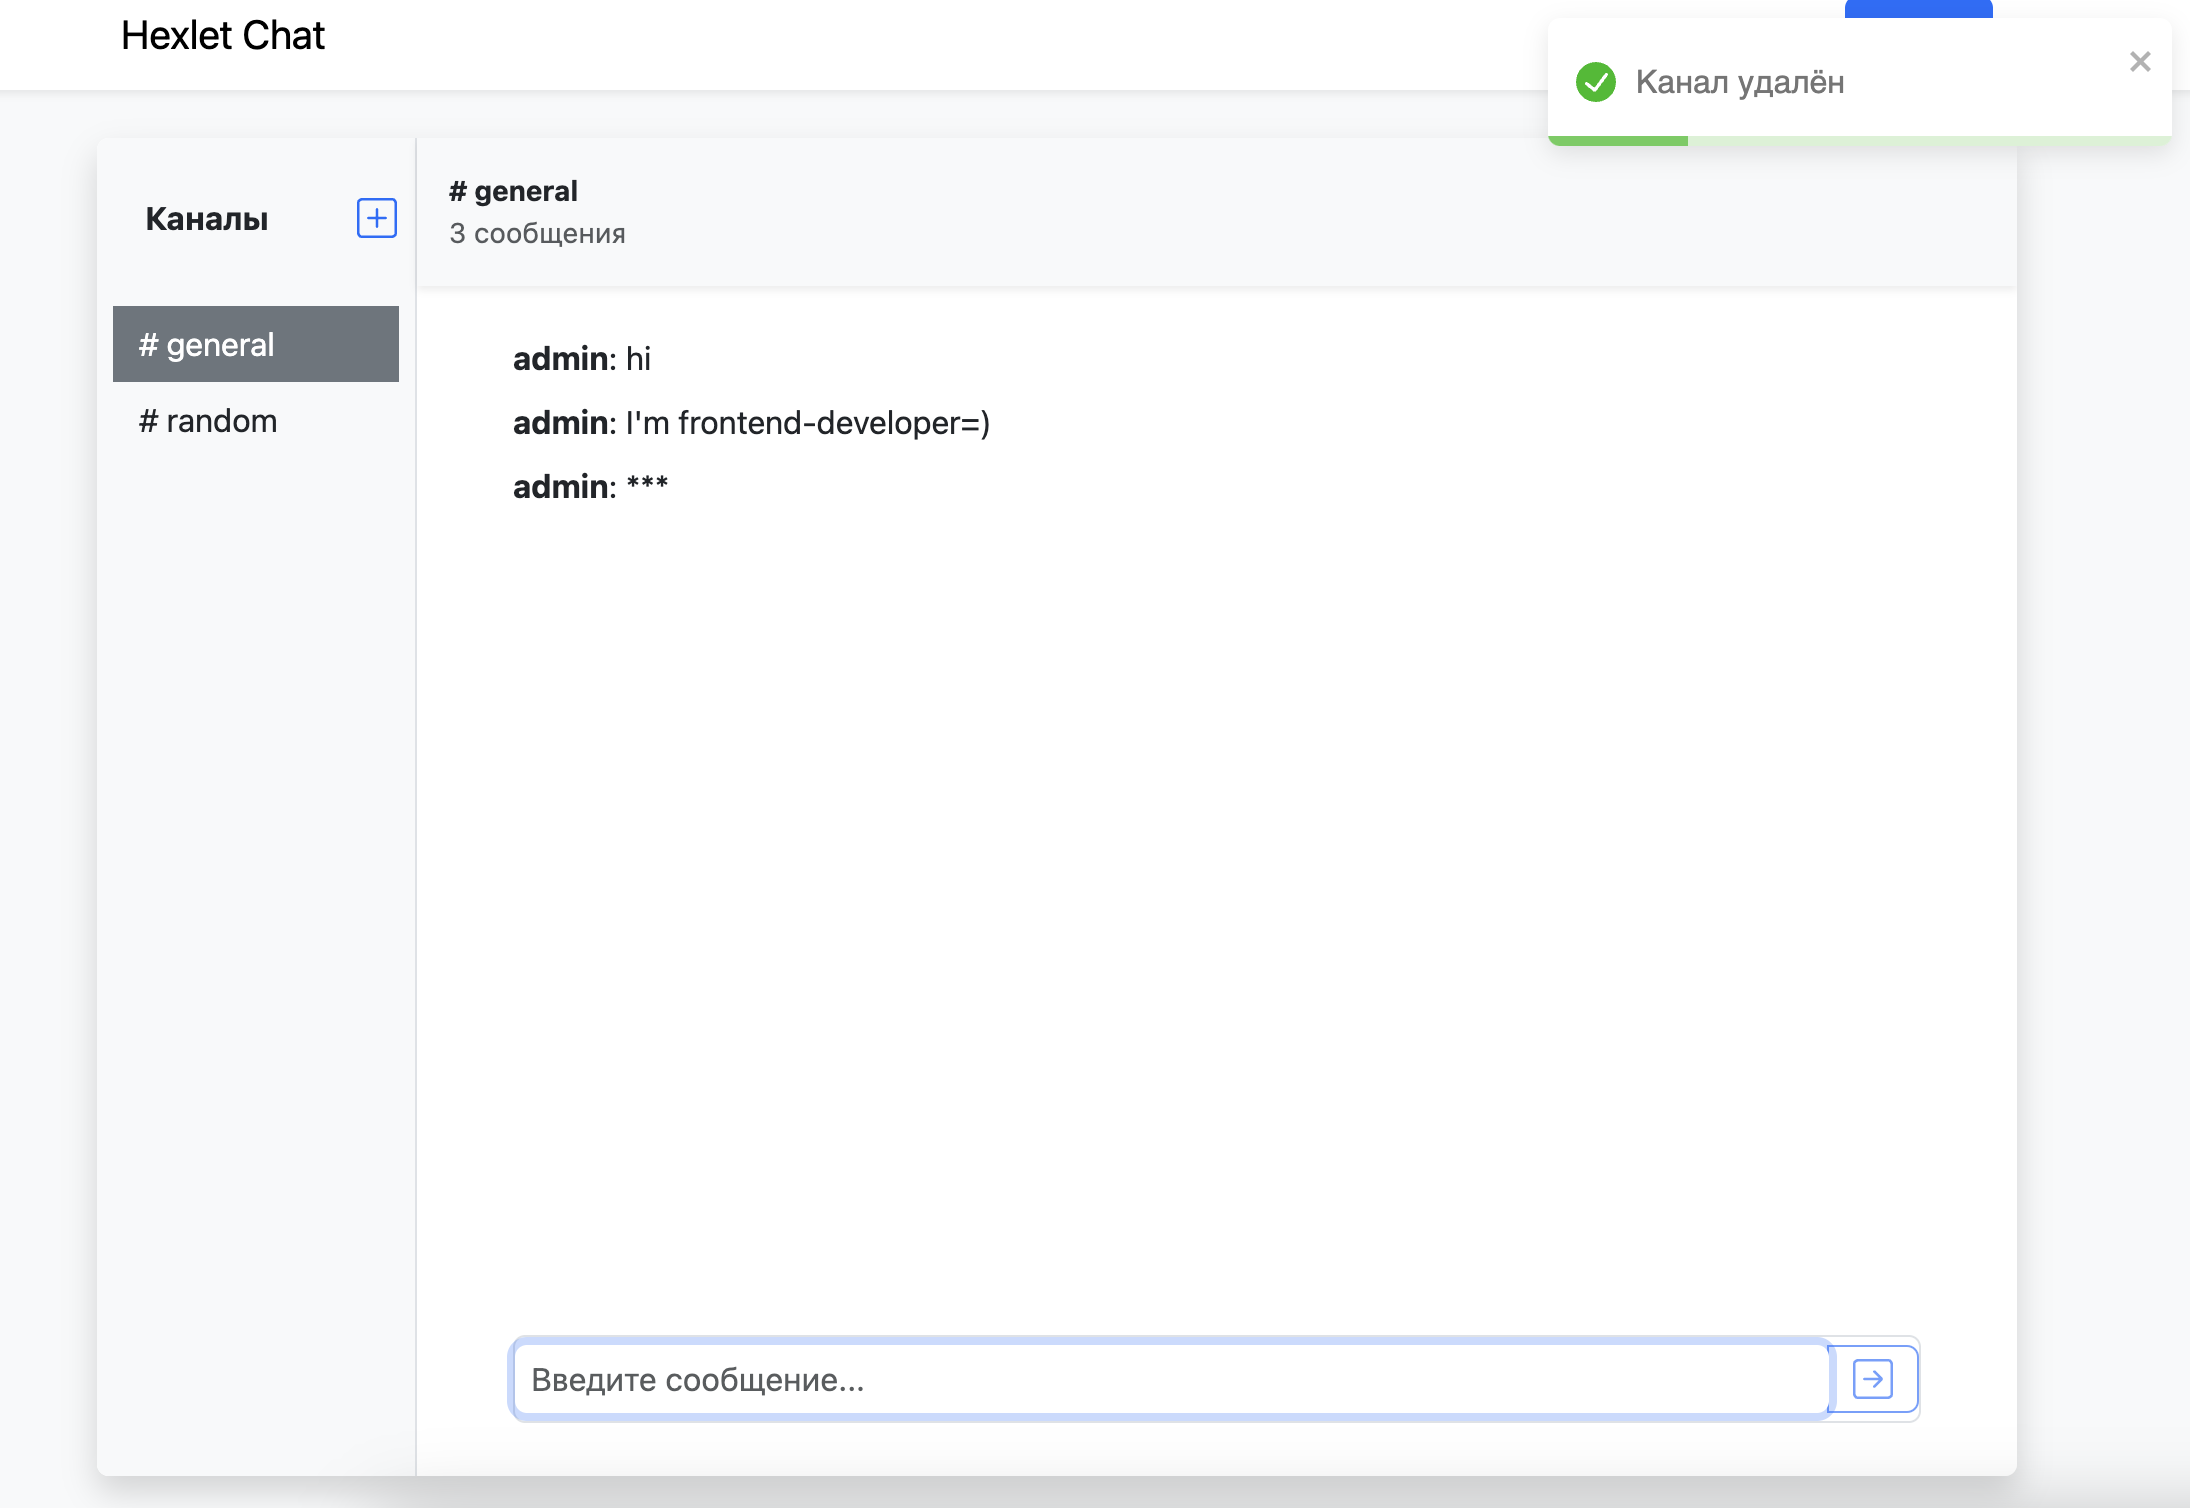 Hexlet Chat
Канал удалён
Каналы
# general
# random
# general
3 сообщения
admin: hi
admin: I'm frontend-developer=)
admin: ***
Введите сообщение...